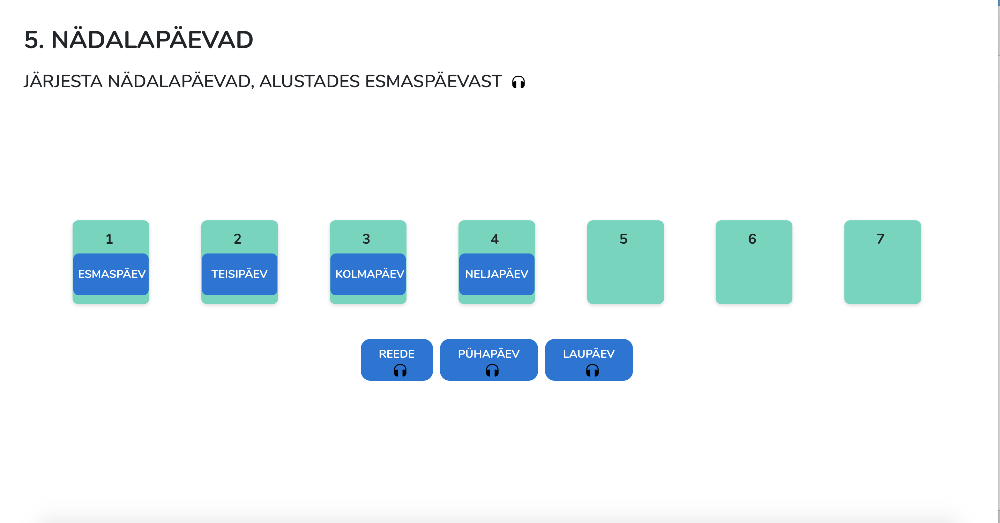 5. NÄDALAPÄEVAD
JÄRJESTA NÄDALAPÄEVAD, ALUSTADES ESMASPÄEVAST
1 2 3 4 5 6 7
ESMASPÄEV TEISIPÄEV KOLMAPÄEV NELJAPÄEV
REEDE PÜHAPÄEV LAUPÄEV